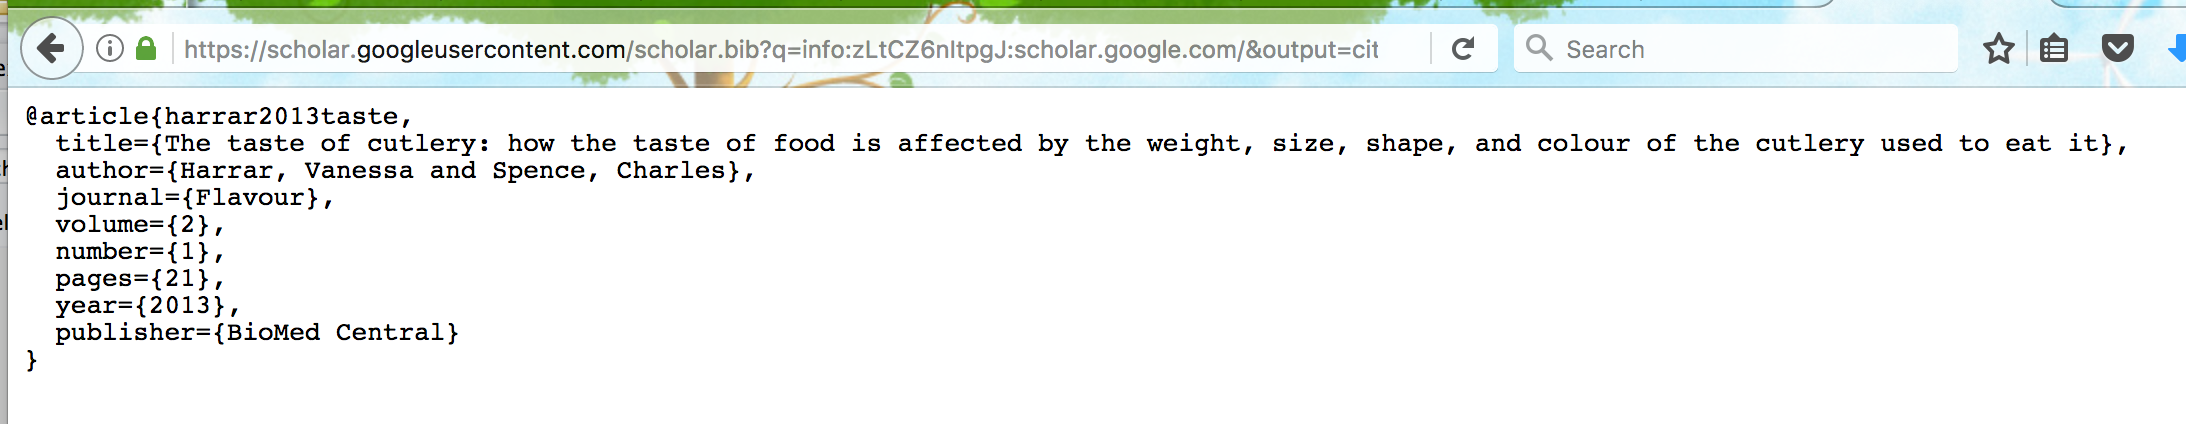 https://scholar.googleusercontent.com/scholar.bib?q=info:zLtCZ6nItpgJ:scholar.google.com/&output=cit
Search
@article{harrar2013taste,
title={The taste of cutlery: how the taste of food is affected by the weight, size, shape, and colour of the cutlery used to eat it},
author={Harrar, Vanessa and Spence, Charles},
journal={Flavour},
volume={2},
number={1},
pages={21},
year={2013},
publisher={BioMed Central}
}